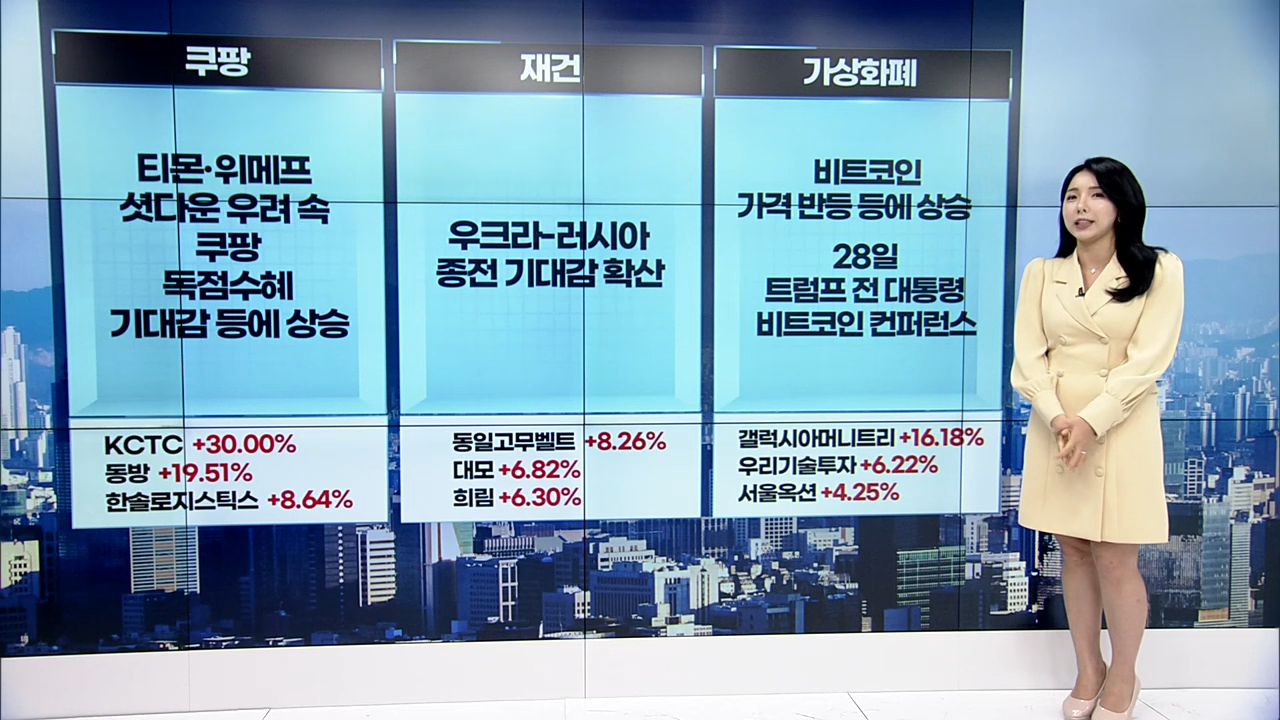 쿠팡
티몬·위메프
셧다운 우려 속
쿠팡
독점수혜
기대감 등에 상승
KCTC +30.00%
동방 +19.51%
한솔로지스틱스 +8.64%
재건
우크라-러시아
종전 기대감 확산
동일고무벨트 +8.26%
대모 +6.82%
희림 +6.30%
가상화폐
비트코인
가격 반등 등에 상승
28일
트럼프 전 대통령
비트코인 컨퍼런스
갤럭시아머니트리 +16.18%
우리기술투자 +6.22%
서울옥션 +4.25%